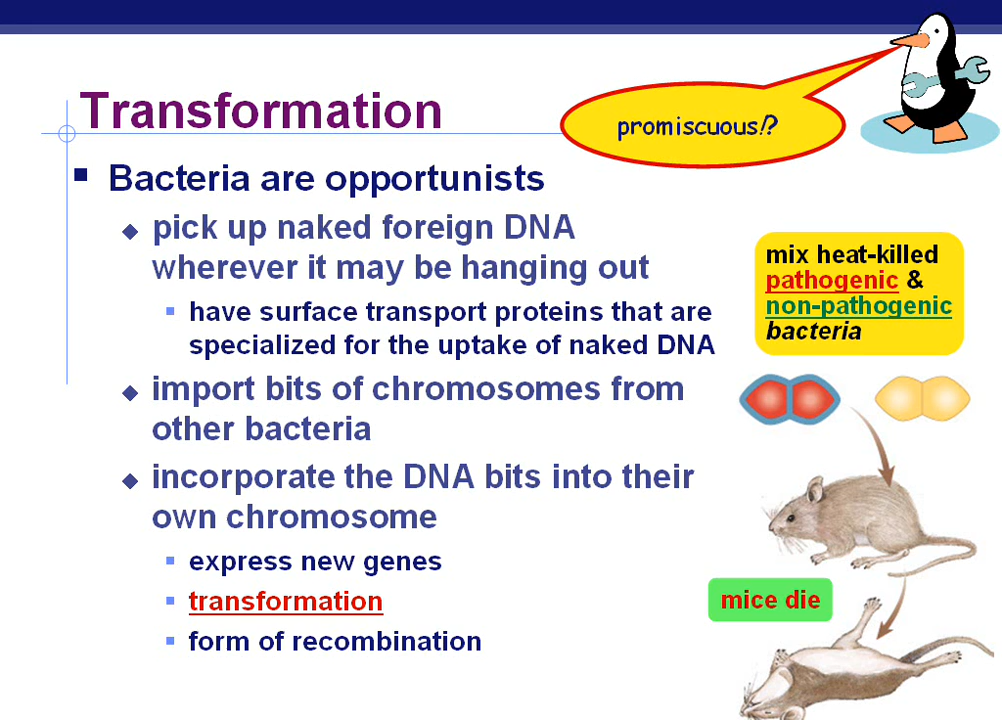 Transformation
promiscuous!?
Bacteria are opportunists
pick up naked foreign DNA
wherever it may be hanging out
have surface transport proteins that are
specialized for the uptake of naked DNA
import bits of chromosomes from
other bacteria
incorporate the DNA bits into their
own chromosome
express new genes
transformation
form of recombination
mix heat-killed
pathogenic &
non-pathogenic
bacteria
mice die